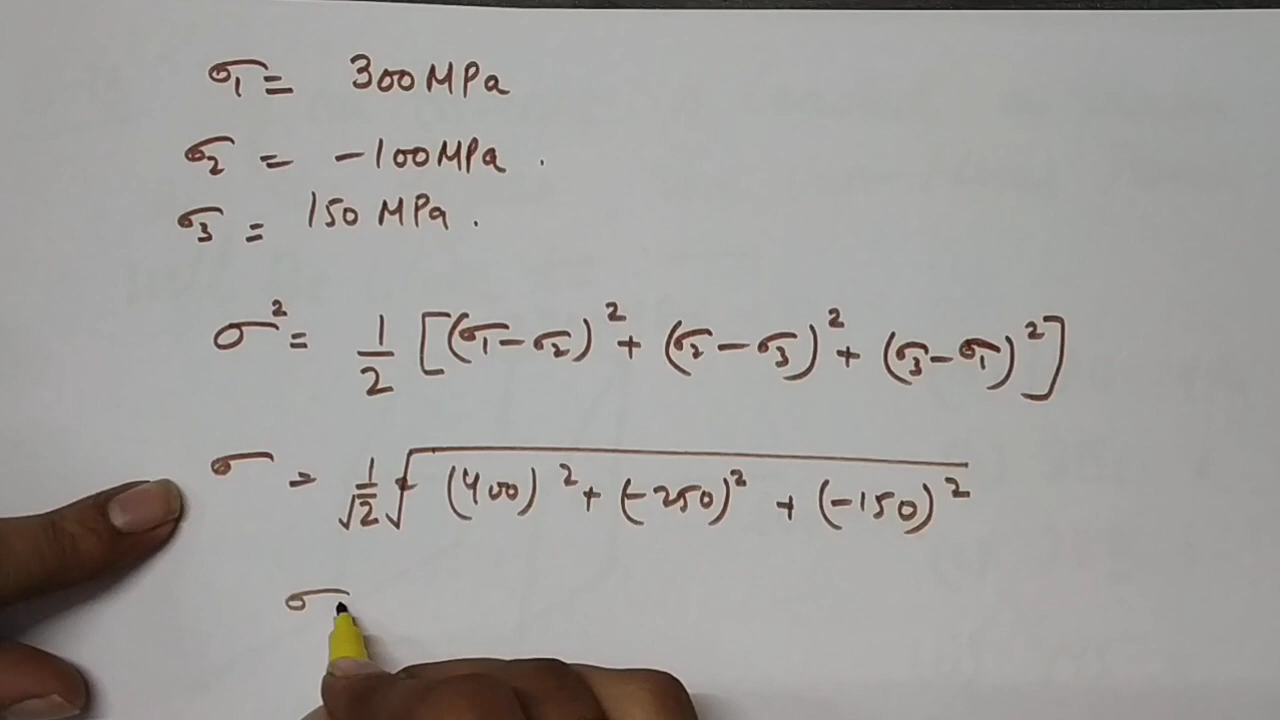 σ1 = 300 MPa
σ2 = -100 MPa .
σ3 = 150 MPa .
σ² = 1/2 [(σ1-σ2)² + (σ2-σ3)² + (σ3-σ1)²]
σ = 1/√2 √(400)² + (-250)² + (-150)²
σ